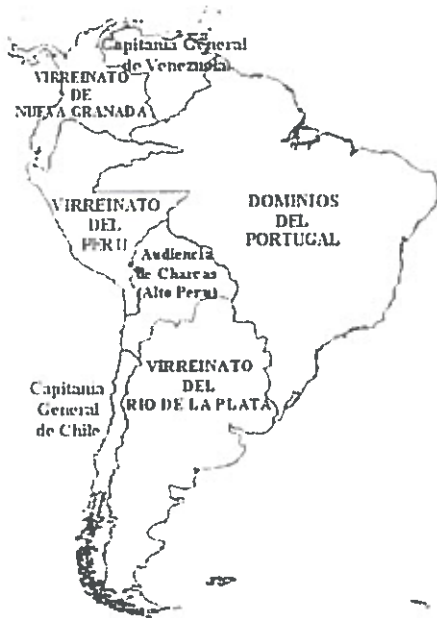 Capitania General
de Venezuela
VIRREINATO
DE
NUEVA GRANADA
VIRREINATO
DEL
PERU
DOMINIOS
DEL
PORTUGAL
Audiencia
de Charcas
(Alto Peru)
VIRREINATO
DEL
RIO DE LA PLATA
Capitania
General
de Chile